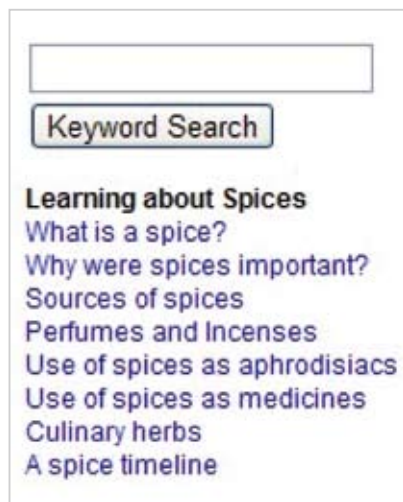 Keyword Search
Learning about Spices
What is a spice?
Why were spices important?
Sources of spices
Perfumes and Incenses
Use of spices as aphrodisiacs
Use of spices as medicines
Culinary herbs
A spice timeline